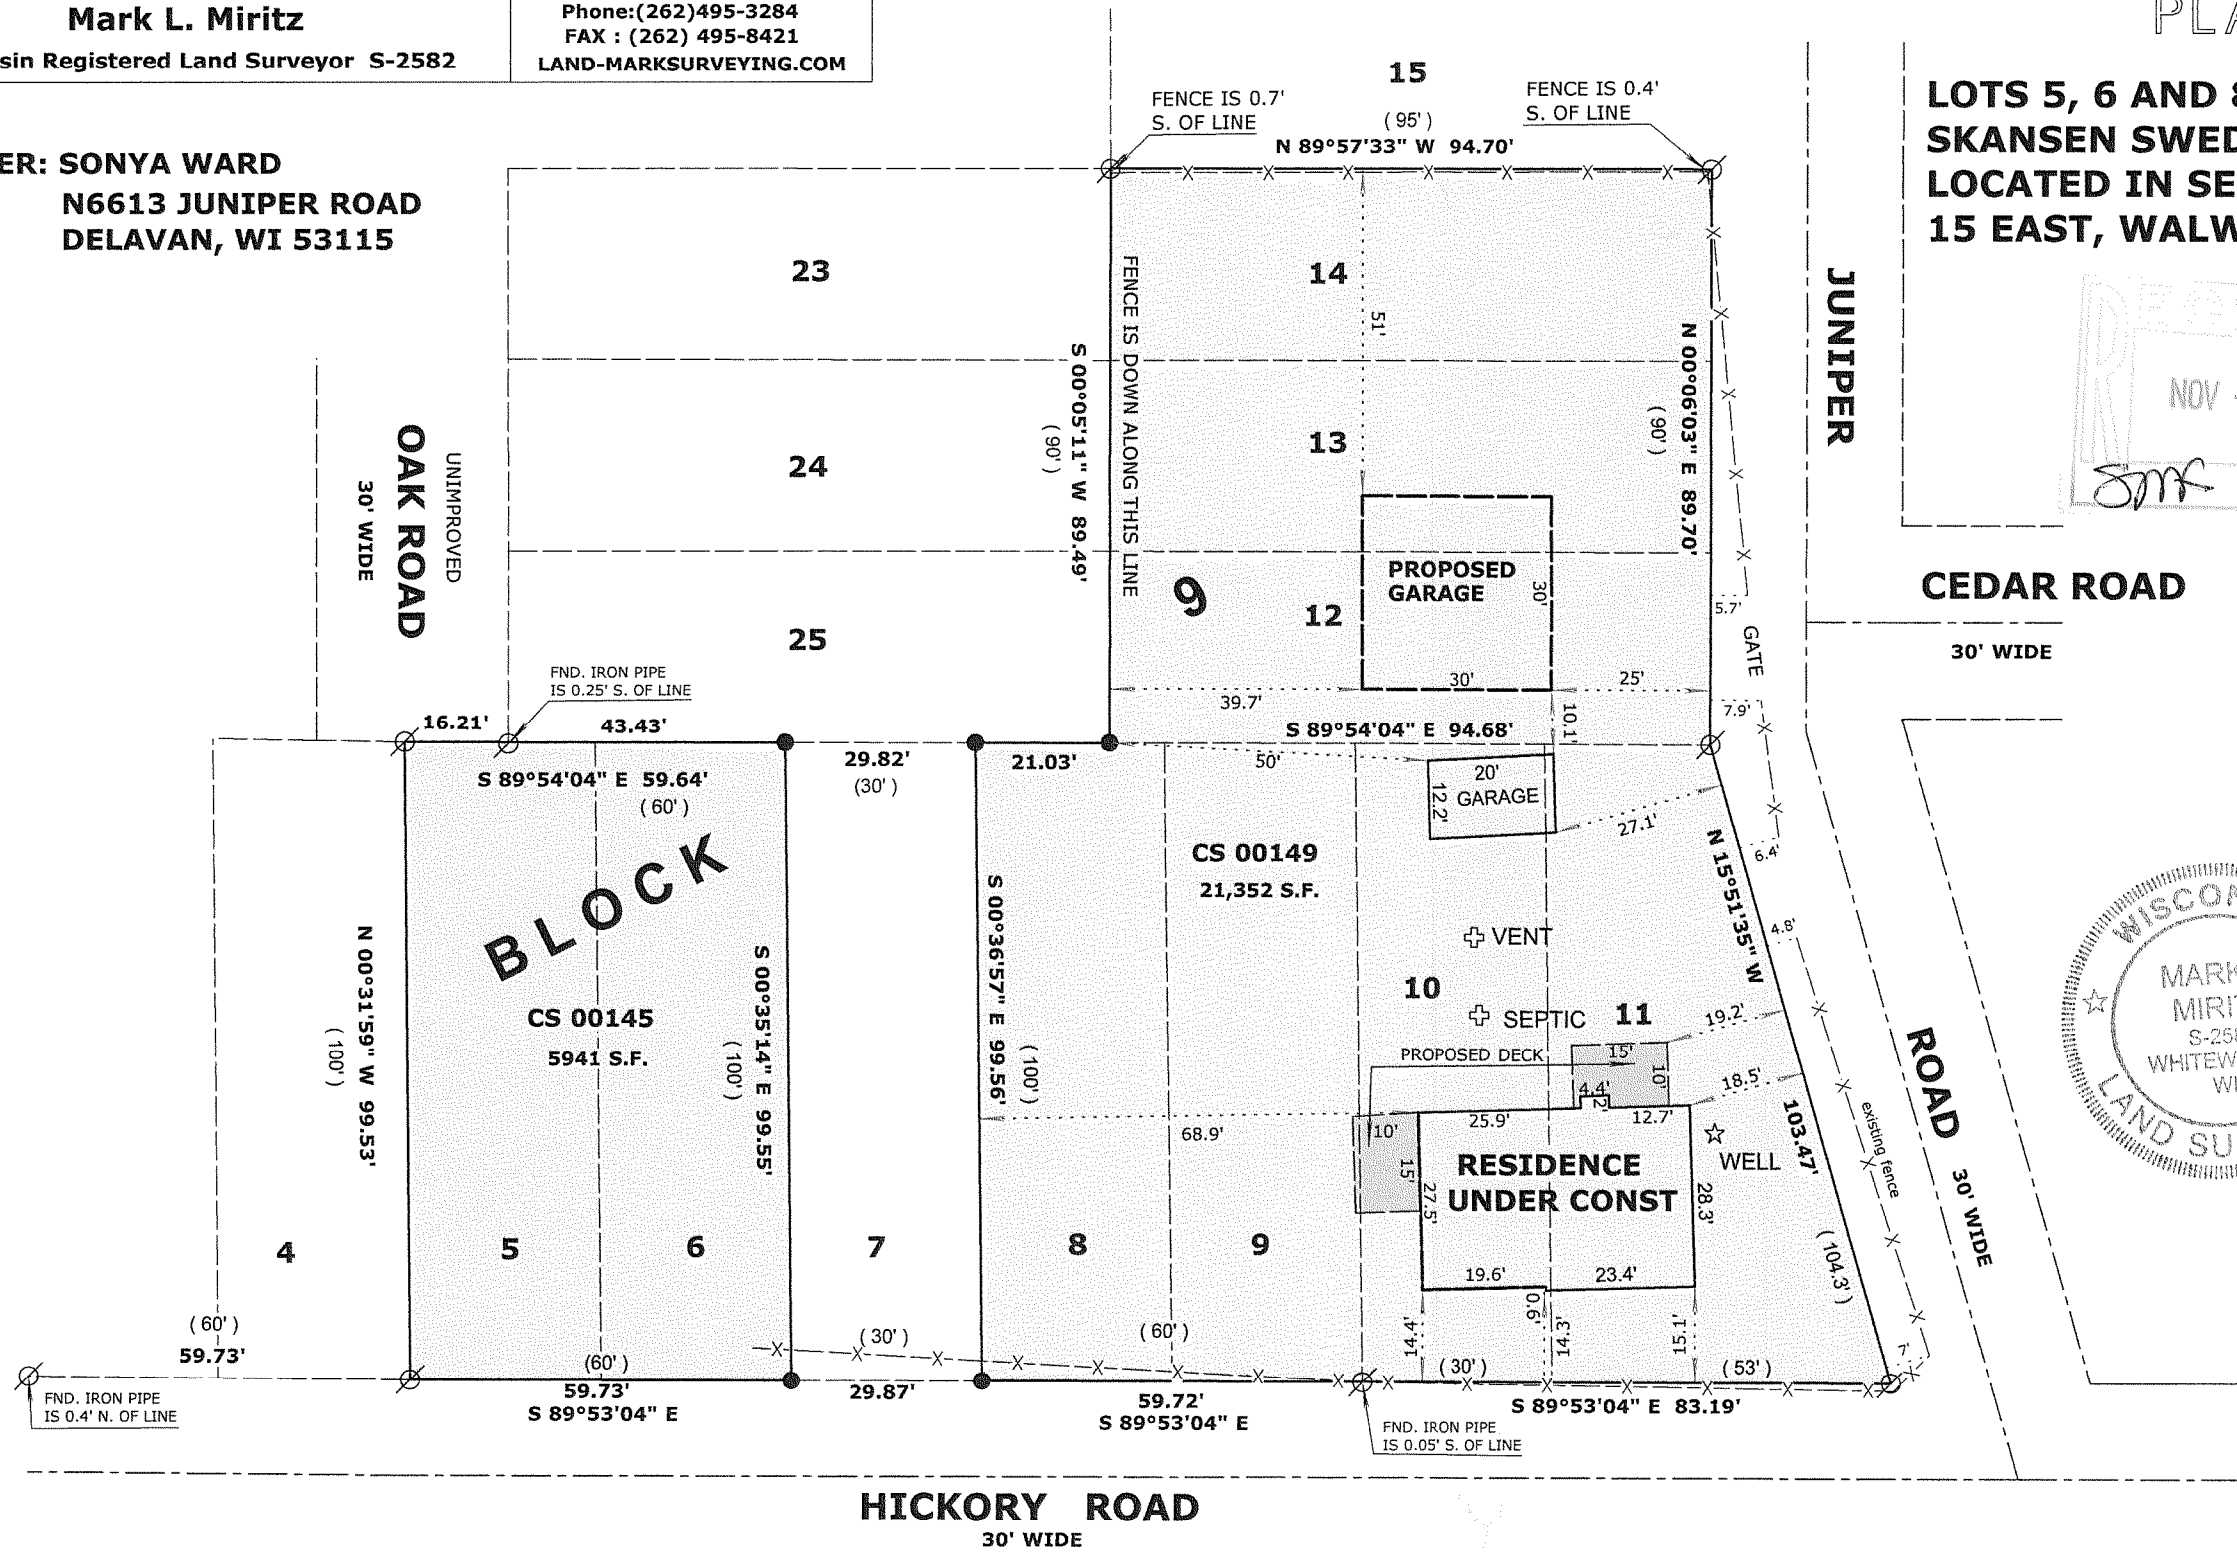 Mark L. Miritz
Registered Land Surveyor S-2582
Phone:(262)495-3284
FAX : (262) 495-8421
LAND-MARKSURVEYING.COM
SONYA WARD
N6613 JUNIPER ROAD
DELAVAN, WI 53115
LOTS 5, 6 AND
SKANSEN
LOCATED IN
15 EAST,
NOV
15
FENCE IS 0.7'
S. OF LINE
FENCE IS 0.4'
S. OF LINE
( 95' )
N 89°57'33" W 94.70'
23
24
25
14
13
12
9
51'
FENCE IS DOWN ALONG THIS LINE
S 00°05'11" W 89.49'
( 90' )
N 00°06'03" E 89.70'
( 90' )
JUNIPER
ROAD
30' WIDE
CEDAR ROAD
30' WIDE
OAK ROAD
UNIMPROVED
30' WIDE
PROPOSED
GARAGE
30'
30'
39.7'
25'
10.1'
5.7'
GATE
7.9'
FND. IRON PIPE
IS 0.25' S. OF LINE
16.21'
43.43'
S 89°54'04" E 59.64'
( 60' )
29.82'
(30' )
21.03'
S 89°54'04" E 94.68'
50'
20'
GARAGE
12.2'
27.1'
6.4'
N 15°51'35" W
103.47'
( 104.3' )
4.8'
existing fence
BLOCK
CS 00145
5941 S.F.
CS 00149
21,352 S.F.
N 00°31'59" W 99.53'
( 100' )
S 00°35'14" E 99.55'
( 100' )
S 00°36'57" E 99.56'
( 100' )
VENT
SEPTIC
10
11
19.2'
18.5'
PROPOSED DECK
15'
10'
4.4'
2'
25.9'
12.7'
68.9'
10'
15'
27.5'
RESIDENCE
UNDER CONST
28.3'
WELL
19.6'
23.4'
0.6'
14.4'
14.3'
15.1'
4
5
6
7
8
9
( 60' )
59.73'
(60' )
59.73'
S 89°53'04" E
( 30' )
29.87'
( 60' )
59.72'
S 89°53'04" E
( 30' )
( 53' )
S 89°53'04" E 83.19'
7'
FND. IRON PIPE
IS 0.4' N. OF LINE
FND. IRON PIPE
IS 0.05' S. OF LINE
HICKORY ROAD
30' WIDE
MARK
LAND